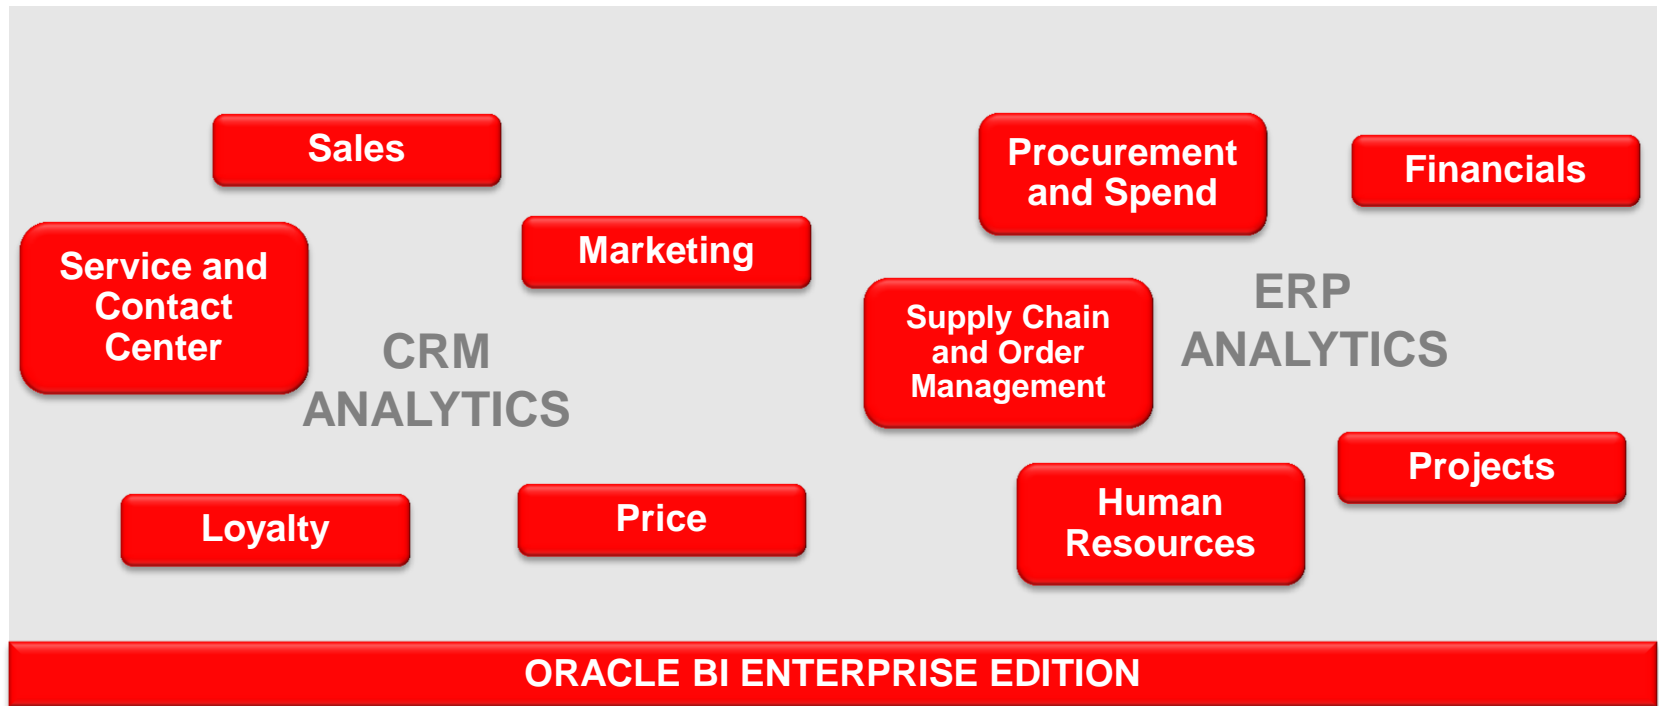 Sales
Service and
Contact
Center
Marketing
CRM
ANALYTICS
Loyalty
Price
Procurement
and Spend
Financials
Supply Chain
and Order
Management
ERP
ANALYTICS
Human
Resources
Projects
ORACLE BI ENTERPRISE EDITION